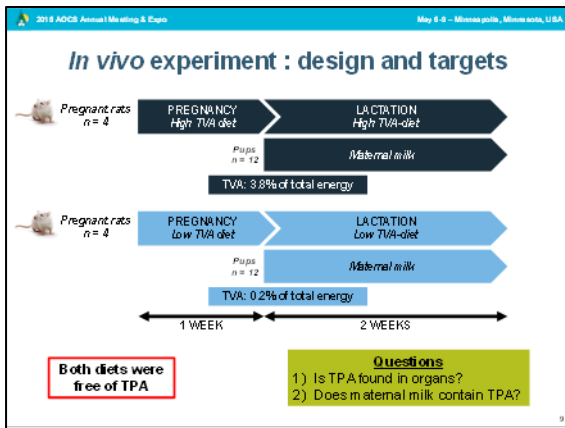 2018 AOCS Annual Meeting & Expo
May 6-9 – Minneapolis, Minnesota, USA
In vivo experiment : design and targets
Pregnant rats
n = 4
PREGNANCY
High TVA diet
LACTATION
High TVA-diet
Pups
n = 12
Maternal milk
TVA: 3.8% of total energy
Pregnant rats
n = 4
PREGNANCY
Low TVA diet
LACTATION
Low TVA-diet
Pups
n = 12
Maternal milk
TVA: 0.2% of total energy
1 WEEK
2 WEEKS
Both diets were
free of TPA
Questions
1) Is TPA found in organs?
2) Does maternal milk contain TPA?
9